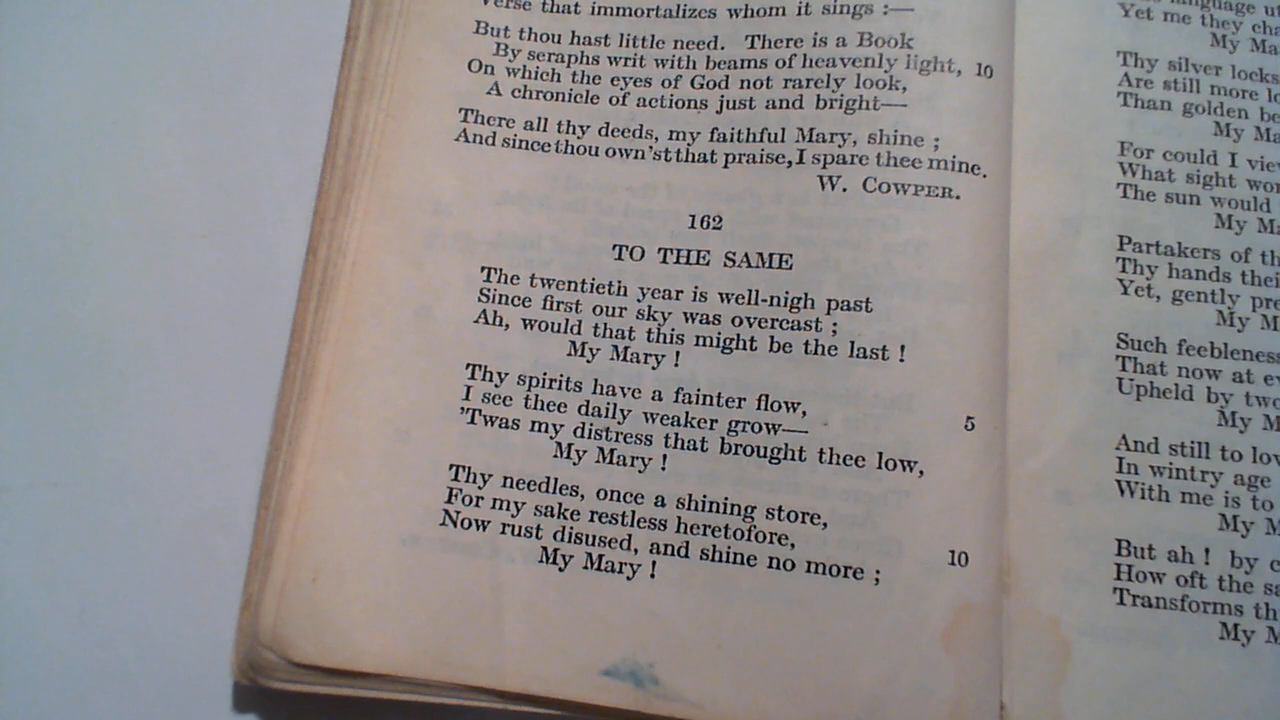 Verse that immortalizes whom it sings :—
But thou hast little need. There is a Book
By seraphs writ with beams of heavenly light, 10
On which the eyes of God not rarely look,
A chronicle of actions just and bright—
There all thy deeds, my faithful Mary, shine ;
And since thou own'st that praise, I spare thee mine.
W. COWPER.
162
TO THE SAME
The twentieth year is well-nigh past
Since first our sky was overcast ;
Ah, would that this might be the last !
My Mary !
Thy spirits have a fainter flow,
I see thee daily weaker grow— 5
'Twas my distress that brought thee low,
My Mary !
Thy needles, once a shining store,
For my sake restless heretofore,
Now rust disused, and shine no more ; 10
My Mary !
language
Yet me they
My
Thy silver locks
Are still more
Than golden
My
For could I
What sight
The sun would
My
Partakers of
Thy hands
Yet, gently
My
Such feebleness
That now at
Upheld by
My
And still to
In wintry age
With me is to
My
But ah ! by
How oft the
Transforms
My